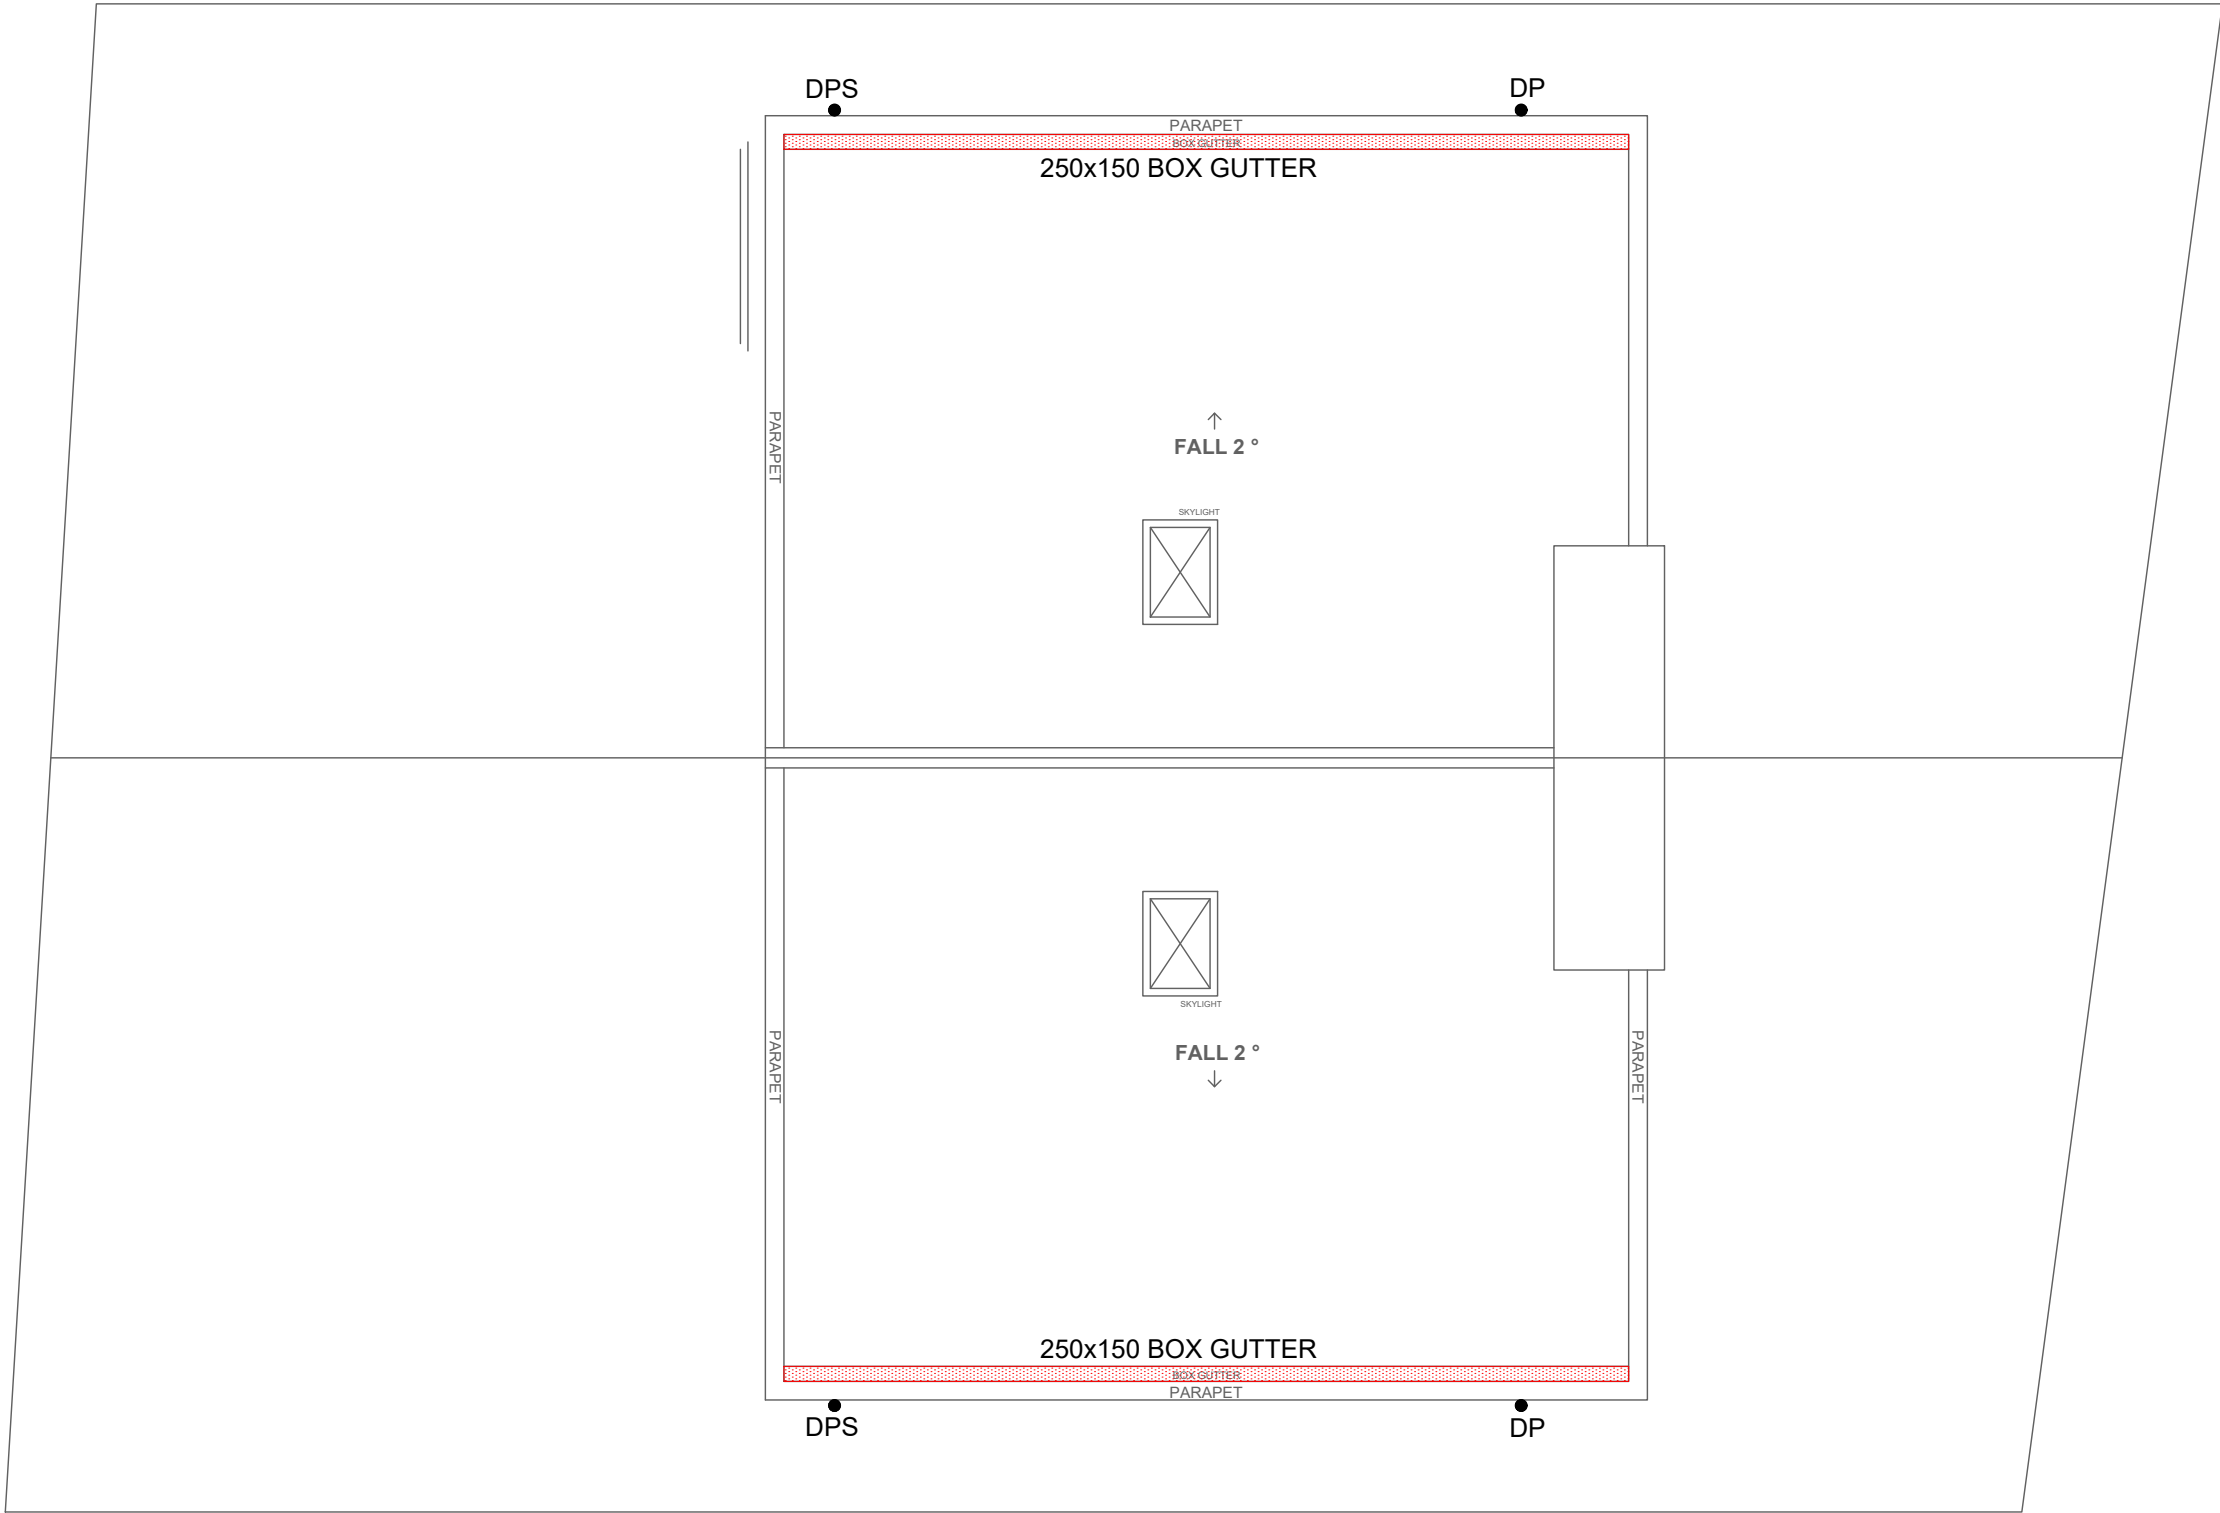 DPS
DP
PARAPET
BOX GUTTER
250x150 BOX GUTTER
PARAPET
FALL 2 °
SKYLIGHT
SKYLIGHT
FALL 2 °
PARAPET
PARAPET
250x150 BOX GUTTER
BOX GUTTER
PARAPET
DPS
DP